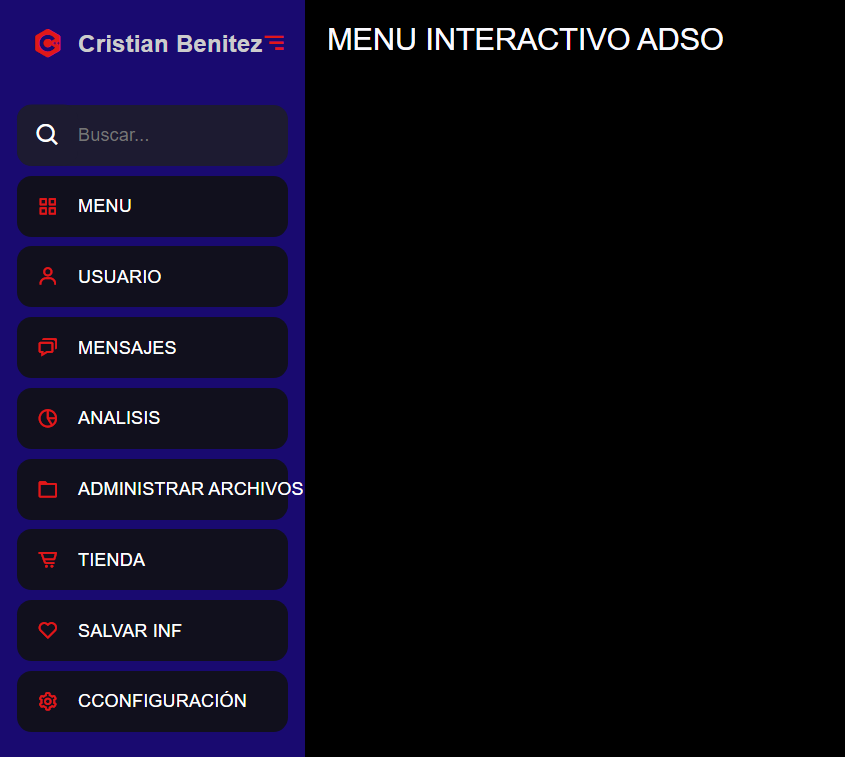 Cristian Benitez
MENU INTERACTIVO ADSO
Buscar...
MENU
USUARIO
MENSAJES
ANALISIS
ADMINISTRAR ARCHIVOS
TIENDA
SALVAR INF
CCONFIGURACIÓN